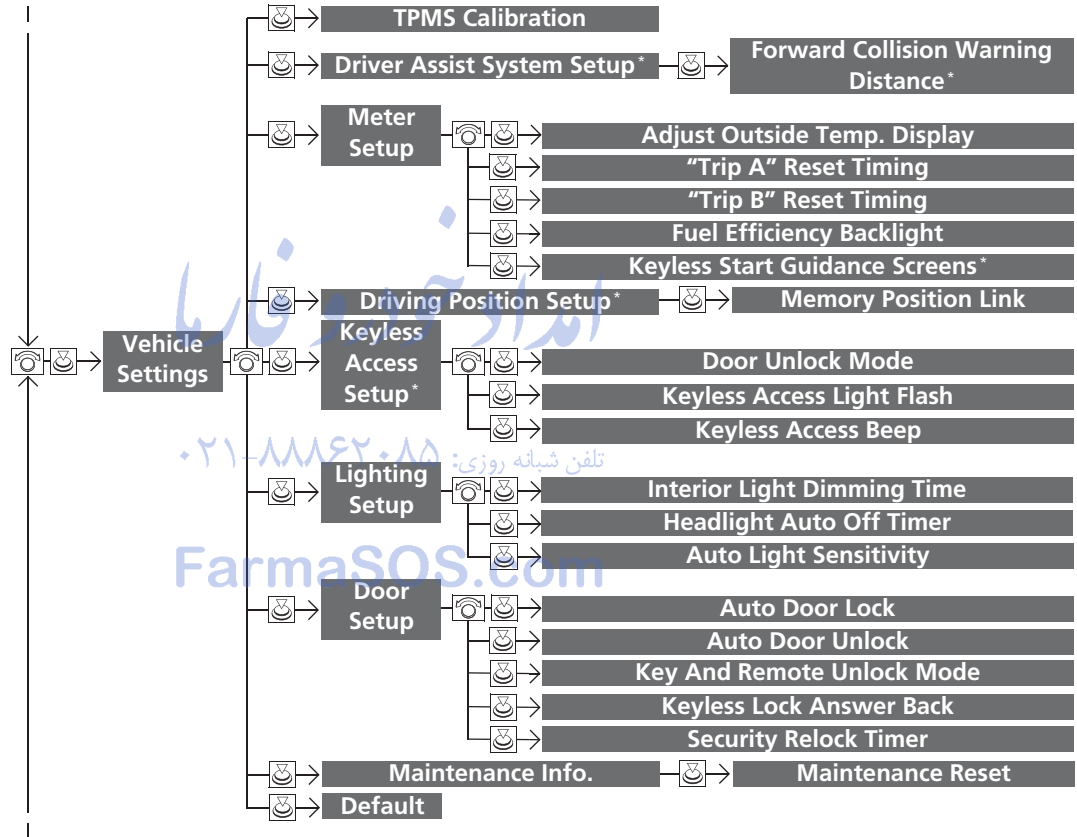 TPMS Calibration
Driver Assist System Setup*
Forward Collision Warning
Distance*
Meter
Setup
Adjust Outside Temp. Display
“Trip A” Reset Timing
“Trip B” Reset Timing
Fuel Efficiency Backlight
Keyless Start Guidance Screens*
امداد خودرو فارما
Driving Position Setup*
Memory Position Link
Vehicle
Settings
Keyless
Access
Setup*
Door Unlock Mode
Keyless Access Light Flash
Keyless Access Beep
تلفن شبانه روزی: ۰۲۱-۸۸۸۶۲۰۸۵
Lighting
Setup
Interior Light Dimming Time
Headlight Auto Off Timer
Auto Light Sensitivity
FarmaSOS.com
Door
Setup
Auto Door Lock
Auto Door Unlock
Key And Remote Unlock Mode
Keyless Lock Answer Back
Security Relock Timer
Maintenance Info.
Maintenance Reset
Default